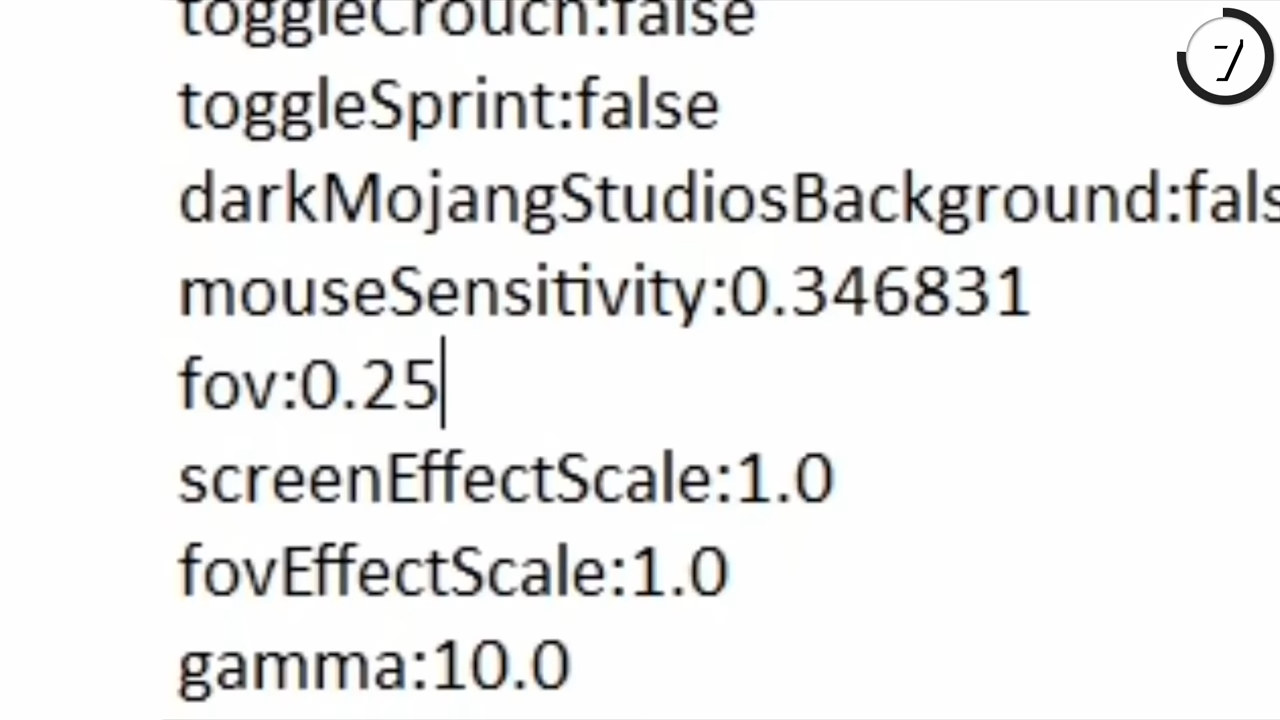 toggleCrouch:false
toggleSprint:false
darkMojangStudiosBackground:fals
mouseSensitivity:0.346831
fov:0.25
screenEffectScale:1.0
fovEffectScale:1.0
gamma:10.0